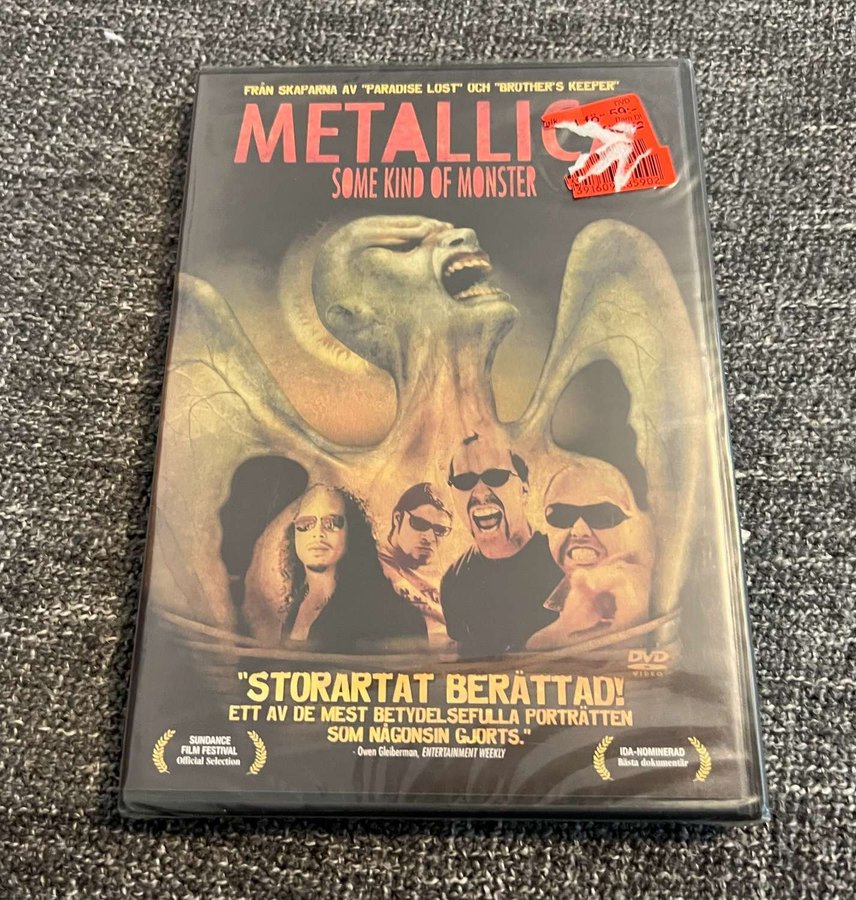 FRÅN SKAPARNA AV "PARADISE LOST" OCH "BROTHER'S KEEPER"
METALLIC
SOME KIND OF MONSTER
DVD
59:-
DVD
VIDEO
"STORARTAT BERÄTTAD!
ETT AV DE MEST BETYDELSEFULLA PORTRÄTTEN
SOM NÅGONSIN GJORTS."
- Owen Gleiberman, ENTERTAINMENT WEEKLY
SUNDANCE
FILM FESTIVAL
Official Selection
IDA-NOMINERAD
Bästa dokumentär